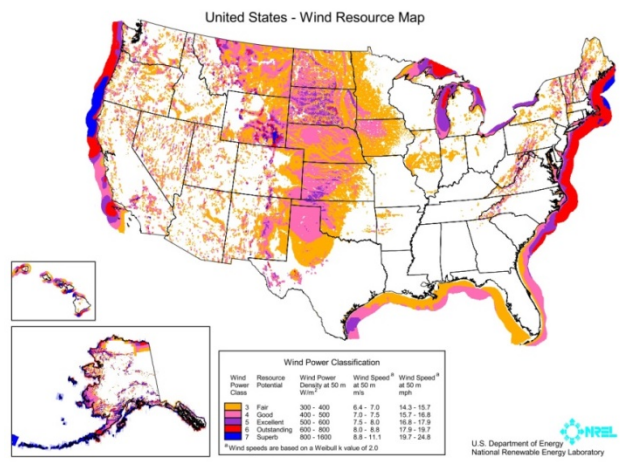 United States - Wind Resource Map
Wind Power Classification
Wind Power Class Resource Potential Wind Power Density at 50 m W/m² Wind Speed ª at 50 m m/s Wind Speed ª at 50 m mph
3 Fair 300 - 400 6.4 - 7.0 14.3 - 15.7
4 Good 400 - 500 7.0 - 7.5 15.7 - 16.8
5 Excellent 500 - 600 7.5 - 8.0 16.8 - 17.9
6 Outstanding 600 - 800 8.0 - 8.8 17.9 - 19.7
7 Superb 800 - 1600 8.8 - 11.1 19.7 - 24.8
ª Wind speeds are based on a Weibull k value of 2.0
NREL
U.S. Department of Energy
National Renewable Energy Laboratory